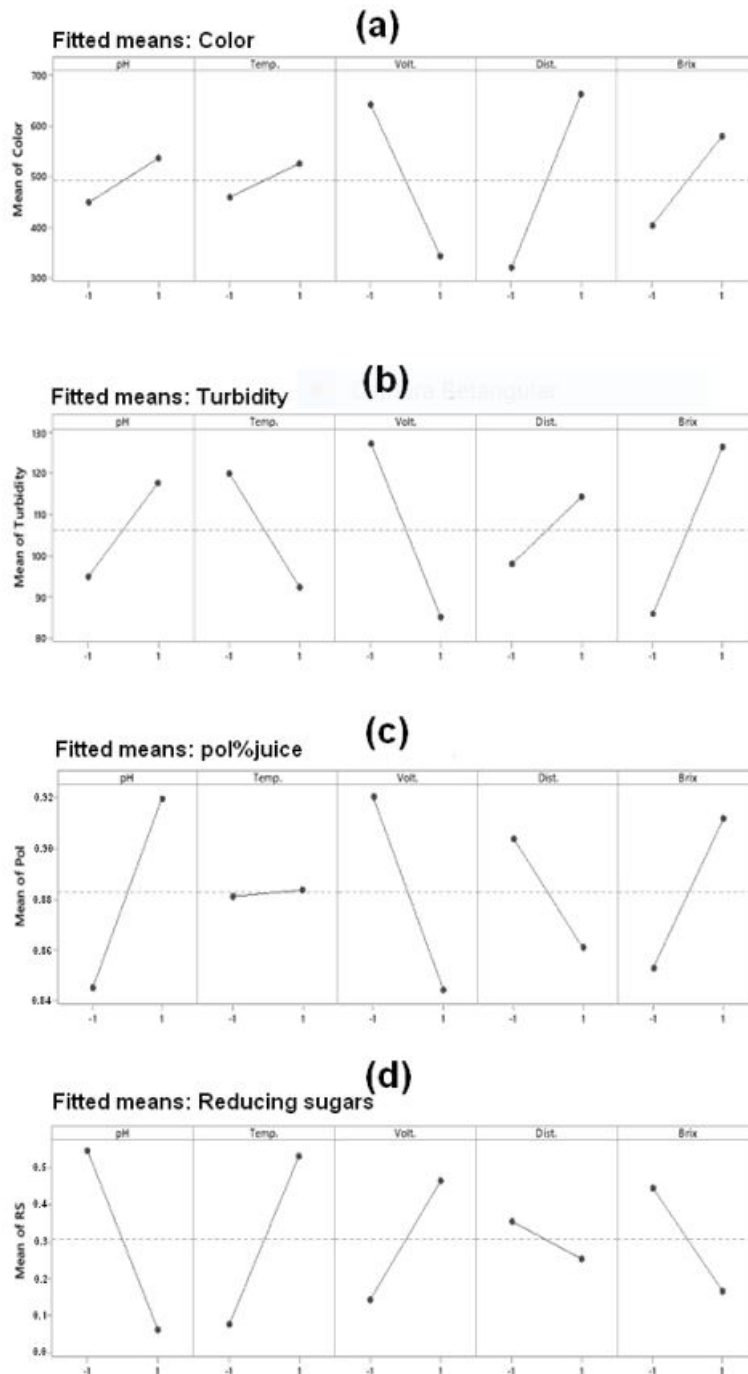 (a)
Fitted means: Color
pH Temp. Volt. Dist. Brix
Mean of Color
700
600
500
400
300
-1 1 -1 1 -1 1 -1 1 -1 1
(b)
Fitted means: Turbidity
pH Temp. Volt. Dist. Brix
Mean of Turbidity
130
120
110
100
90
80
-1 1 -1 1 -1 1 -1 1 -1 1
(c)
Fitted means: pol%juice
pH Temp. Volt. Dist. Brix
Mean of Pol
0.88
0.86
0.84
-1 1 -1 1 -1 1 -1 1 -1 1
(d)
Fitted means: Reducing sugars
pH Temp. Volt. Dist. Brix
Mean of RS
0.5
0.4
0.3
0.2
0.1
0.0
-1 1 -1 1 -1 1 -1 1 -1 1